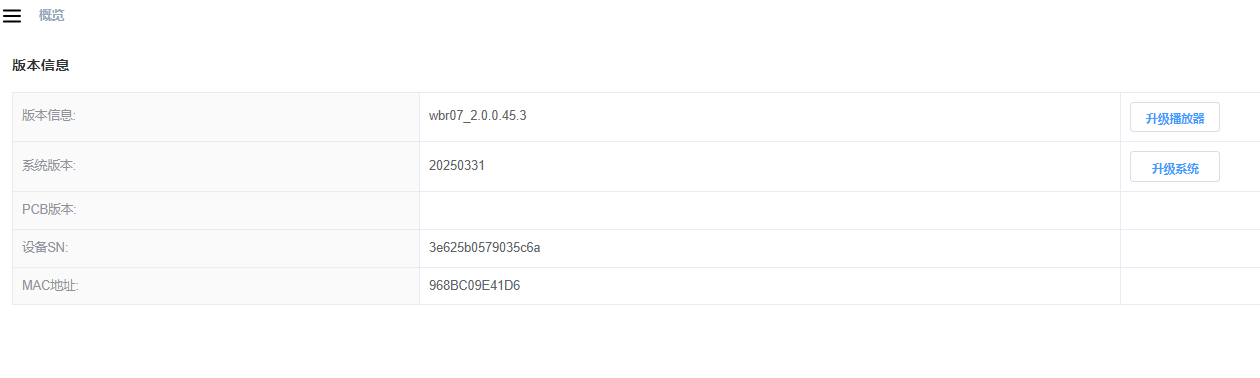 概览
版本信息
版本信息: wbr07_2.0.0.45.3 升级播放器
系统版本: 20250331 升级系统
PCB版本:
设备SN: 3e625b0579035c6a
MAC地址: 968BC09E41D6